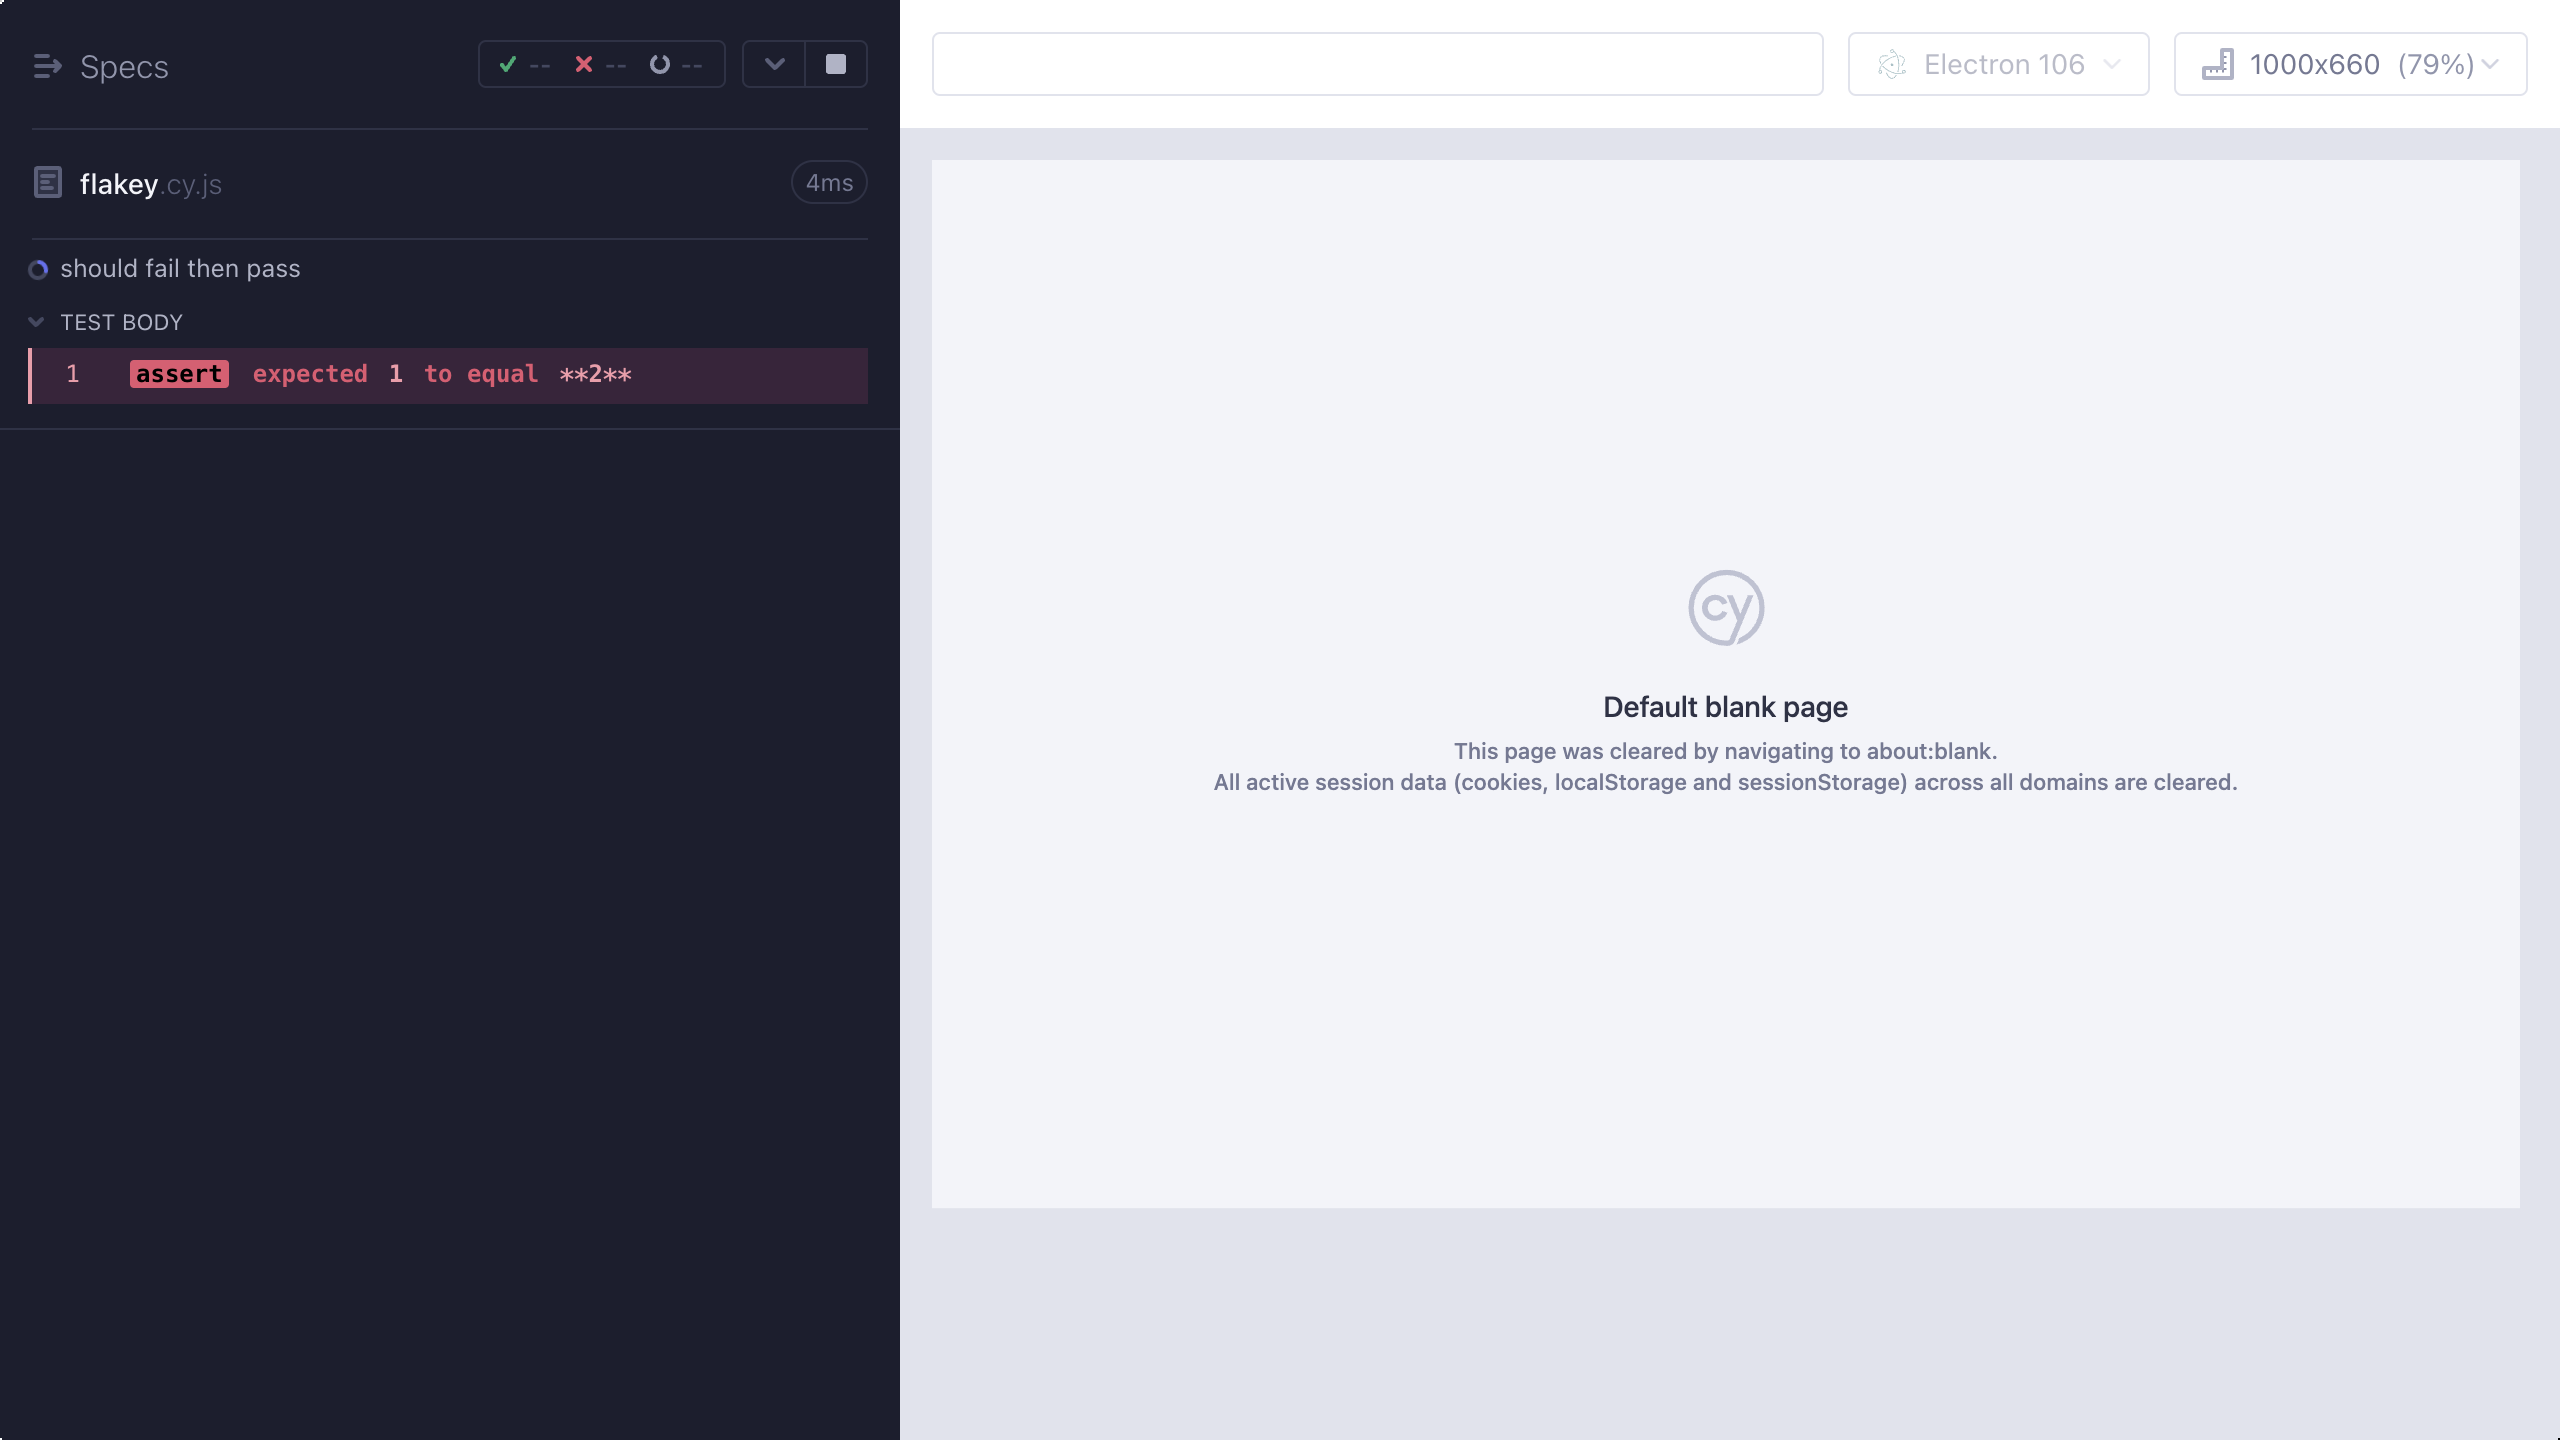 Specs
-- -- --
flakey.cy.js
4ms
should fail then pass
TEST BODY
1 assert expected 1 to equal **2**
Electron 106
1000x660 (79%)
cy
Default blank page
This page was cleared by navigating to about:blank.
All active session data (cookies, localStorage and sessionStorage) across all domains are cleared.